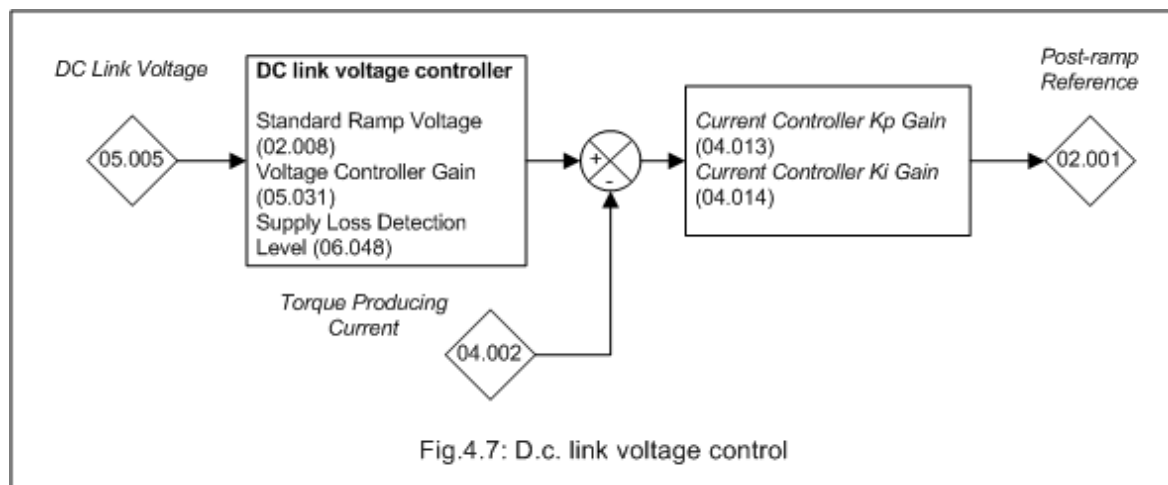 DC Link Voltage
05.005
DC link voltage controller
Standard Ramp Voltage
(02.008)
Voltage Controller Gain
(05.031)
Supply Loss Detection
Level (06.048)
+
-
Torque Producing
Current
04.002
Current Controller Kp Gain
(04.013)
Current Controller Ki Gain
(04.014)
Post-ramp
Reference
02.001
Fig.4.7: D.c. link voltage control